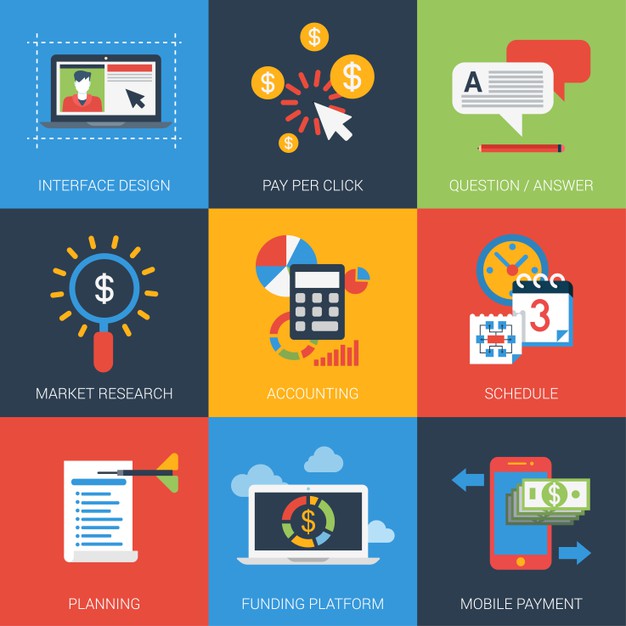 INTERFACE DESIGN
$
$
$
$
PAY PER CLICK
A
QUESTION / ANSWER
$
MARKET RESEARCH
ACCOUNTING
3
SCHEDULE
PLANNING
$
FUNDING PLATFORM
$
MOBILE PAYMENT